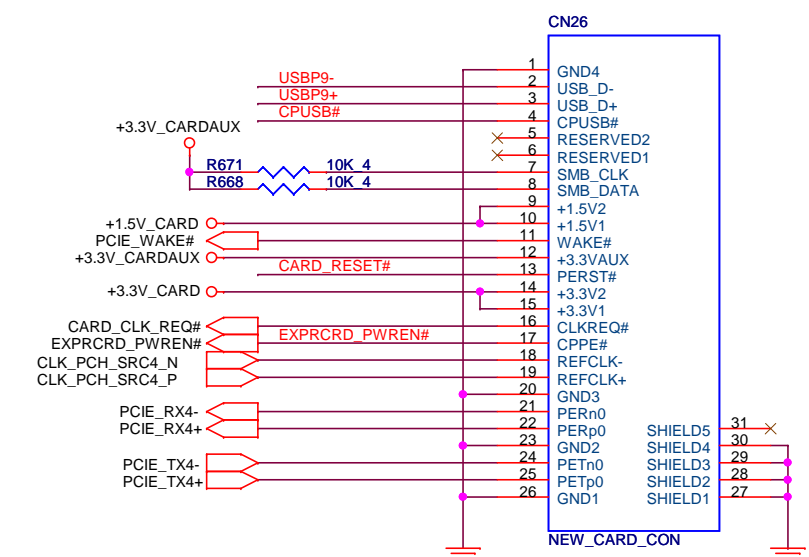 CN26
1 GND4
USBP9- 2 USB_D-
USBP9+ 3 USB_D+
CPUSB# 4 CPUSB#
+3.3V_CARDAUX
5 RESERVED2
6 RESERVED1
R671 10K_4 7 SMB_CLK
R668 10K_4 8 SMB_DATA
9 +1.5V2
+1.5V_CARD 10 +1.5V1
PCIE_WAKE# 11 WAKE#
+3.3V_CARDAUX 12 +3.3VAUX
CARD_RESET# 13 PERST#
+3.3V_CARD 14 +3.3V2
15 +3.3V1
CARD_CLK_REQ# 16 CLKREQ#
EXPRCRD_PWREN# EXPRCRD_PWREN# 17 CPPE#
CLK_PCH_SRC4_N 18 REFCLK-
CLK_PCH_SRC4_P 19 REFCLK+
20 GND3
PCIE_RX4- 21 PERn0
PCIE_RX4+ 22 PERp0 SHIELD5 31
23 GND2 SHIELD4 30
PCIE_TX4- 24 PETn0 SHIELD3 29
PCIE_TX4+ 25 PETp0 SHIELD2 28
26 GND1 SHIELD1 27
NEW_CARD_CON